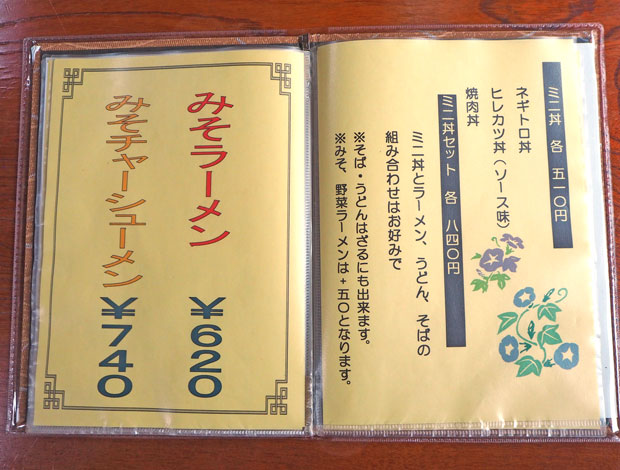 ミニ丼 各 五一〇円
ネギトロ丼
ヒレカツ丼(ソース味)
焼肉丼
ミニ丼セット 各 八四〇円
ミニ丼とラーメン、うどん、そばの
組み合わせはお好みで
※そば・うどんはざるにも出来ます。
※みそ、野菜ラーメンは+五〇となります。
みそラーメン ¥620
みそチャーシューメン ¥740